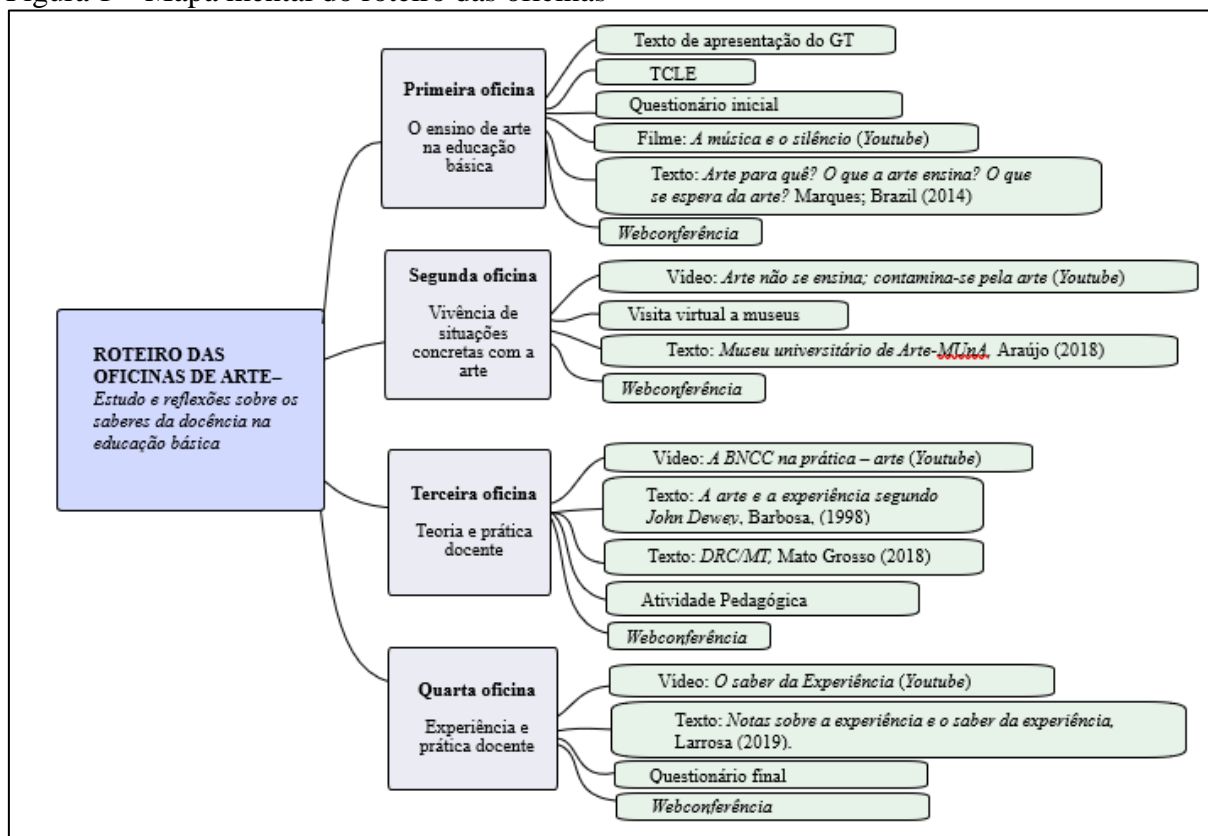 Figura 1 – Mapa mental do roteiro das oficinas
ROTEIRO DAS
OFICINAS DE ARTE–
Estudo e reflexões sobre os
saberes da docência na
educação básica
Primeira oficina
O ensino de arte
na educação
básica
Texto de apresentação do GT
TCLE
Questionário inicial
Filme: A música e o silêncio (Youtube)
Texto: Arte para quê? O que a arte ensina? O que
se espera da arte? Marques; Brazil (2014)
Webconferência
Segunda oficina
Vivência de
situações
concretas com a
arte
Vídeo: Arte não se ensina; contamina-se pela arte (Youtube)
Visita virtual a museus
Texto: Museu universitário de Arte-MUnA, Araújo (2018)
Webconferência
Terceira oficina
Teoria e prática
docente
Vídeo: A BNCC na prática – arte (Youtube)
Texto: A arte e a experiência segundo
John Dewey, Barbosa, (1998)
Texto: DRC/MT, Mato Grosso (2018)
Atividade Pedagógica
Webconferência
Quarta oficina
Experiência e
prática docente
Vídeo: O saber da Experiência (Youtube)
Texto: Notas sobre a experiência e o saber da experiência,
Larrosa (2019).
Questionário final
Webconferência